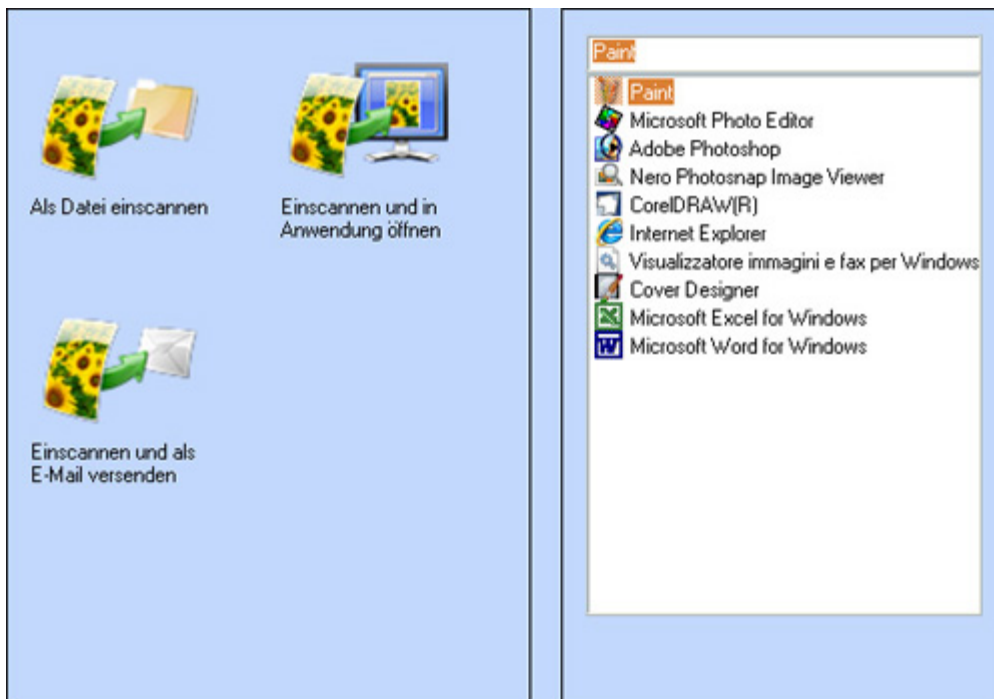 Als Datei einscannen
Einscannen und in
Anwendung öffnen
Einscannen und als
E-Mail versenden
Paint
Paint
Microsoft Photo Editor
Adobe Photoshop
Nero Photosnap Image Viewer
CorelDRAW(R)
Internet Explorer
Visualizzatore immagini e fax per Windows
Cover Designer
Microsoft Excel for Windows
Microsoft Word for Windows